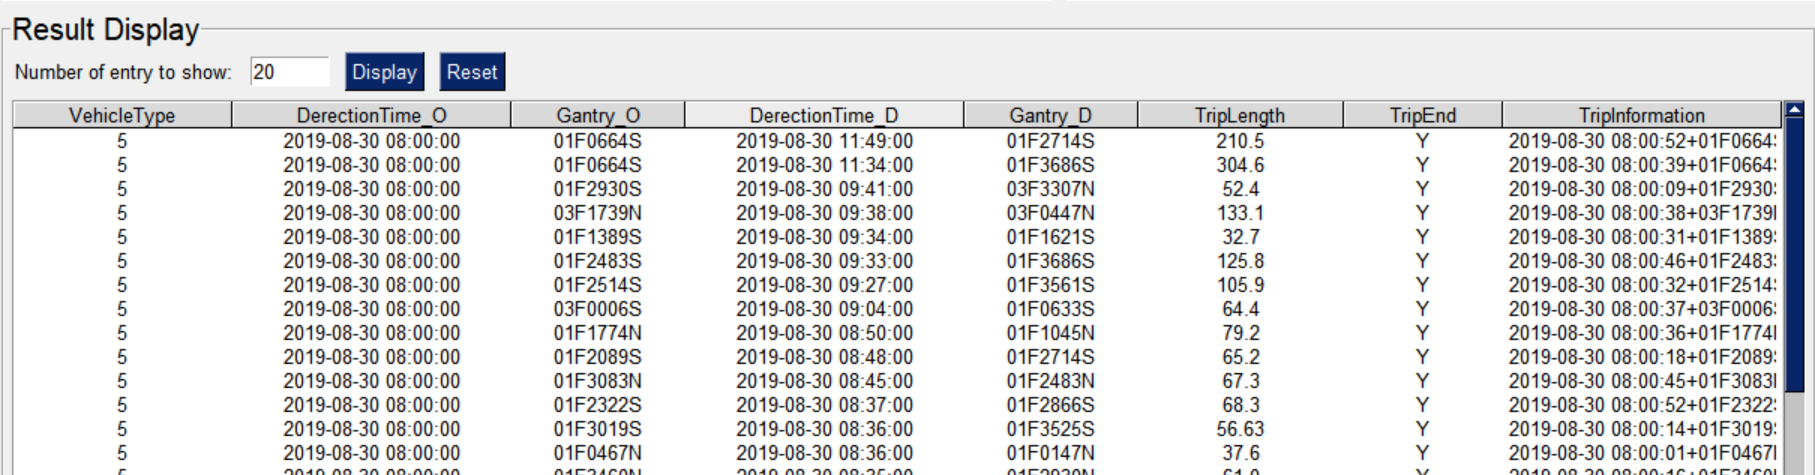 Result Display
Number of entry to show: 20 Display Reset
VehicleType DerectionTime_O Gantry_O DerectionTime_D Gantry_D TripLength TripEnd TripInformation
5 2019-08-30 08:00:00 01F0664S 2019-08-30 11:49:00 01F2714S 210.5 Y 2019-08-30 08:00:52+01F0664
5 2019-08-30 08:00:00 01F0664S 2019-08-30 11:34:00 01F3686S 304.6 Y 2019-08-30 08:00:39+01F0664
5 2019-08-30 08:00:00 01F2930S 2019-08-30 09:41:00 03F3307N 52.4 Y 2019-08-30 08:00:09+01F2930
5 2019-08-30 08:00:00 03F1739N 2019-08-30 09:38:00 03F0447N 133.1 Y 2019-08-30 08:00:38+03F1739
5 2019-08-30 08:00:00 01F1389S 2019-08-30 09:34:00 01F1621S 32.7 Y 2019-08-30 08:00:31+01F1389
5 2019-08-30 08:00:00 01F2483S 2019-08-30 09:33:00 01F3686S 125.8 Y 2019-08-30 08:00:46+01F2483
5 2019-08-30 08:00:00 01F2514S 2019-08-30 09:27:00 01F3561S 105.9 Y 2019-08-30 08:00:32+01F2514
5 2019-08-30 08:00:00 03F0006S 2019-08-30 09:04:00 01F0633S 64.4 Y 2019-08-30 08:00:37+03F0006
5 2019-08-30 08:00:00 01F1774N 2019-08-30 08:50:00 01F1045N 79.2 Y 2019-08-30 08:00:36+01F1774
5 2019-08-30 08:00:00 01F2089S 2019-08-30 08:48:00 01F2714S 65.2 Y 2019-08-30 08:00:18+01F2089
5 2019-08-30 08:00:00 01F3083N 2019-08-30 08:45:00 01F2483N 67.3 Y 2019-08-30 08:00:45+01F3083
5 2019-08-30 08:00:00 01F2322S 2019-08-30 08:37:00 01F2866S 68.3 Y 2019-08-30 08:00:52+01F2322
5 2019-08-30 08:00:00 01F3019S 2019-08-30 08:36:00 01F3525S 56.63 Y 2019-08-30 08:00:14+01F3019
5 2019-08-30 08:00:00 01F0467N 2019-08-30 08:36:00 01F0147N 37.6 Y 2019-08-30 08:00:01+01F0467